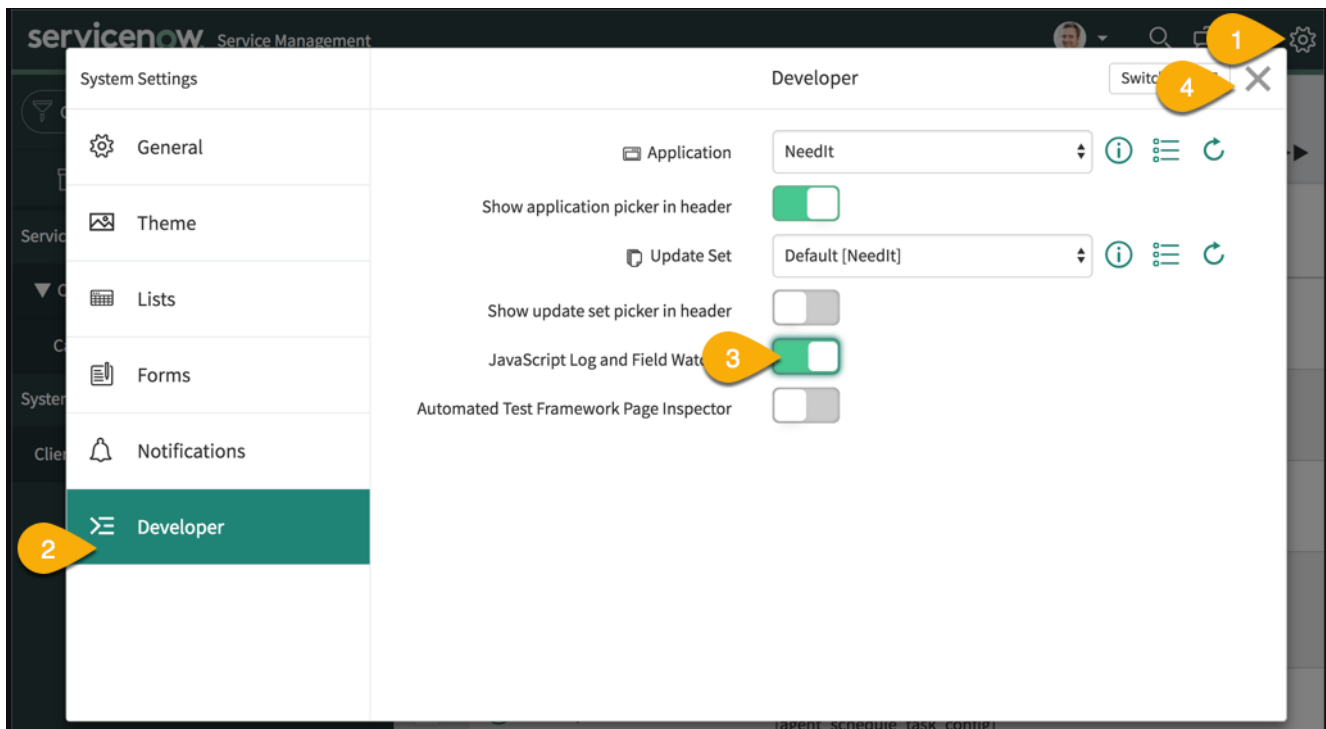 servicenow Service Management
1
System Settings
Developer
4
General
Application
NeedIt
Theme
Show application picker in header
Update Set
Default [NeedIt]
Lists
Show update set picker in header
JavaScript Log and Field
3
Forms
Automated Test Framework Page Inspector
Notifications
Developer
2
[agent_schedule_task_config]